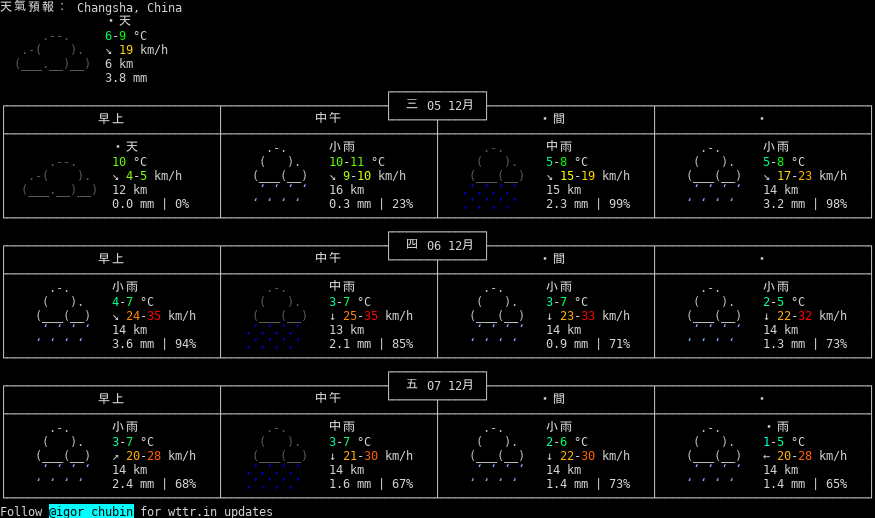 天氣預報： Changsha, China
・天
6-9 °C
↘ 19 km/h
6 km
3.8 mm
三 05 12月
早上 中午 ・間 ・
・天 小雨 中雨 小雨
10 °C 10-11 °C 5-8 °C 5-8 °C
↘ 4-5 km/h ↘ 9-10 km/h ↘ 15-19 km/h ↘ 17-23 km/h
12 km 16 km 15 km 14 km
0.0 mm | 0% 0.3 mm | 23% 2.3 mm | 99% 3.2 mm | 98%
四 06 12月
早上 中午 ・間 ・
小雨 中雨 小雨 小雨
4-7 °C 3-7 °C 3-7 °C 2-5 °C
↘ 24-35 km/h ↓ 25-35 km/h ↓ 23-33 km/h ↓ 22-32 km/h
14 km 13 km 14 km 14 km
3.6 mm | 94% 2.1 mm | 85% 0.9 mm | 71% 1.3 mm | 73%
五 07 12月
早上 中午 ・間 ・
小雨 中雨 小雨 ・雨
3-7 °C 3-7 °C 2-6 °C 1-5 °C
↗ 20-28 km/h ↓ 21-30 km/h ↓ 22-30 km/h ← 20-28 km/h
14 km 14 km 14 km 14 km
2.4 mm | 68% 1.6 mm | 67% 1.4 mm | 73% 1.4 mm | 65%
Follow @igor_chubin for wttr.in updates